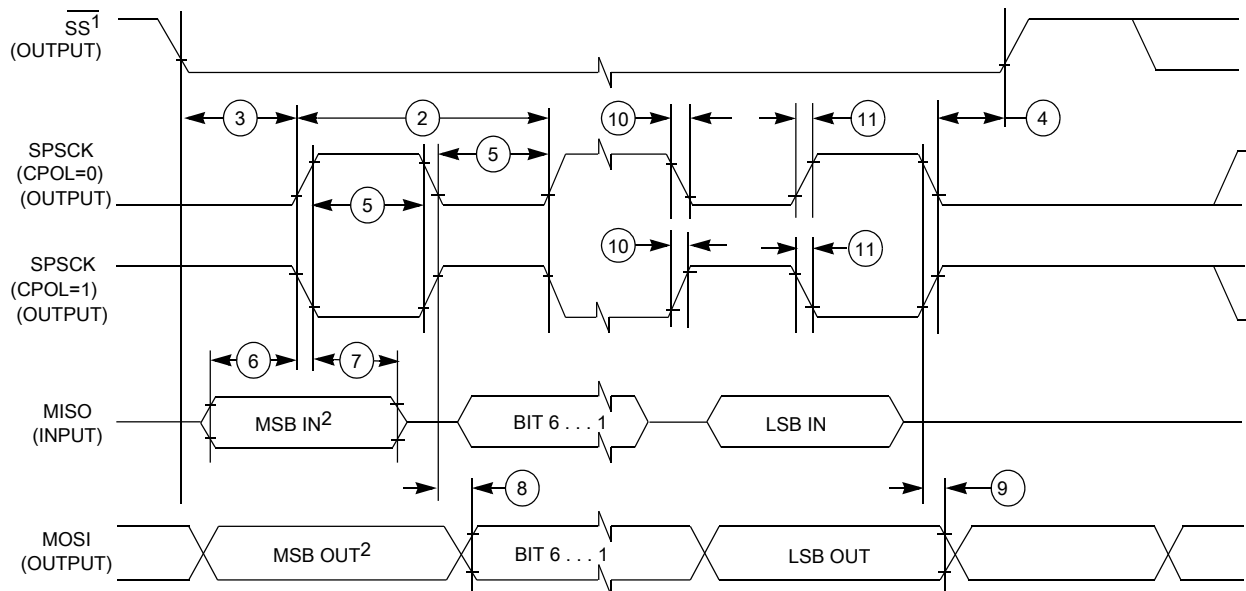 SS¹
(OUTPUT)
3
2
10
11
4
SPSCK
(CPOL=0)
(OUTPUT)
5
5
SPSCK
(CPOL=1)
(OUTPUT)
10
11
6
7
MISO
(INPUT)
MSB IN²
BIT 6 . . . 1
LSB IN
8
9
MOSI
(OUTPUT)
MSB OUT²
BIT 6 . . . 1
LSB OUT